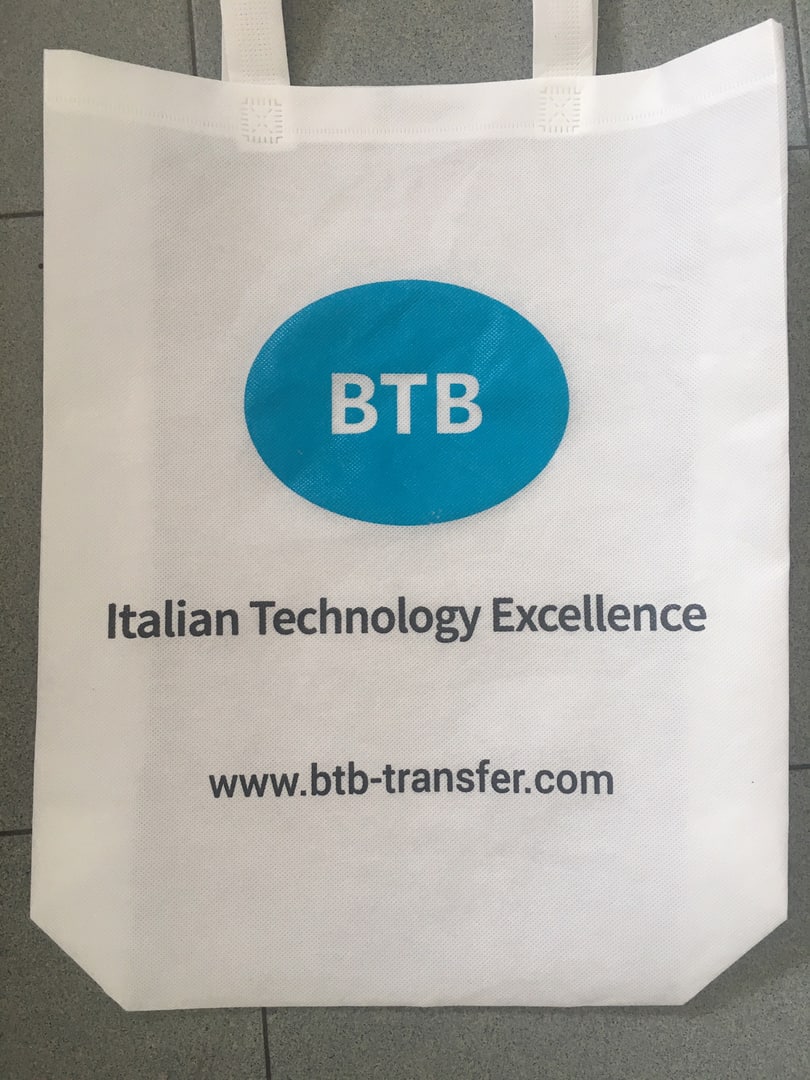 BTB
Italian Technology Excellence
www.btb-transfer.com